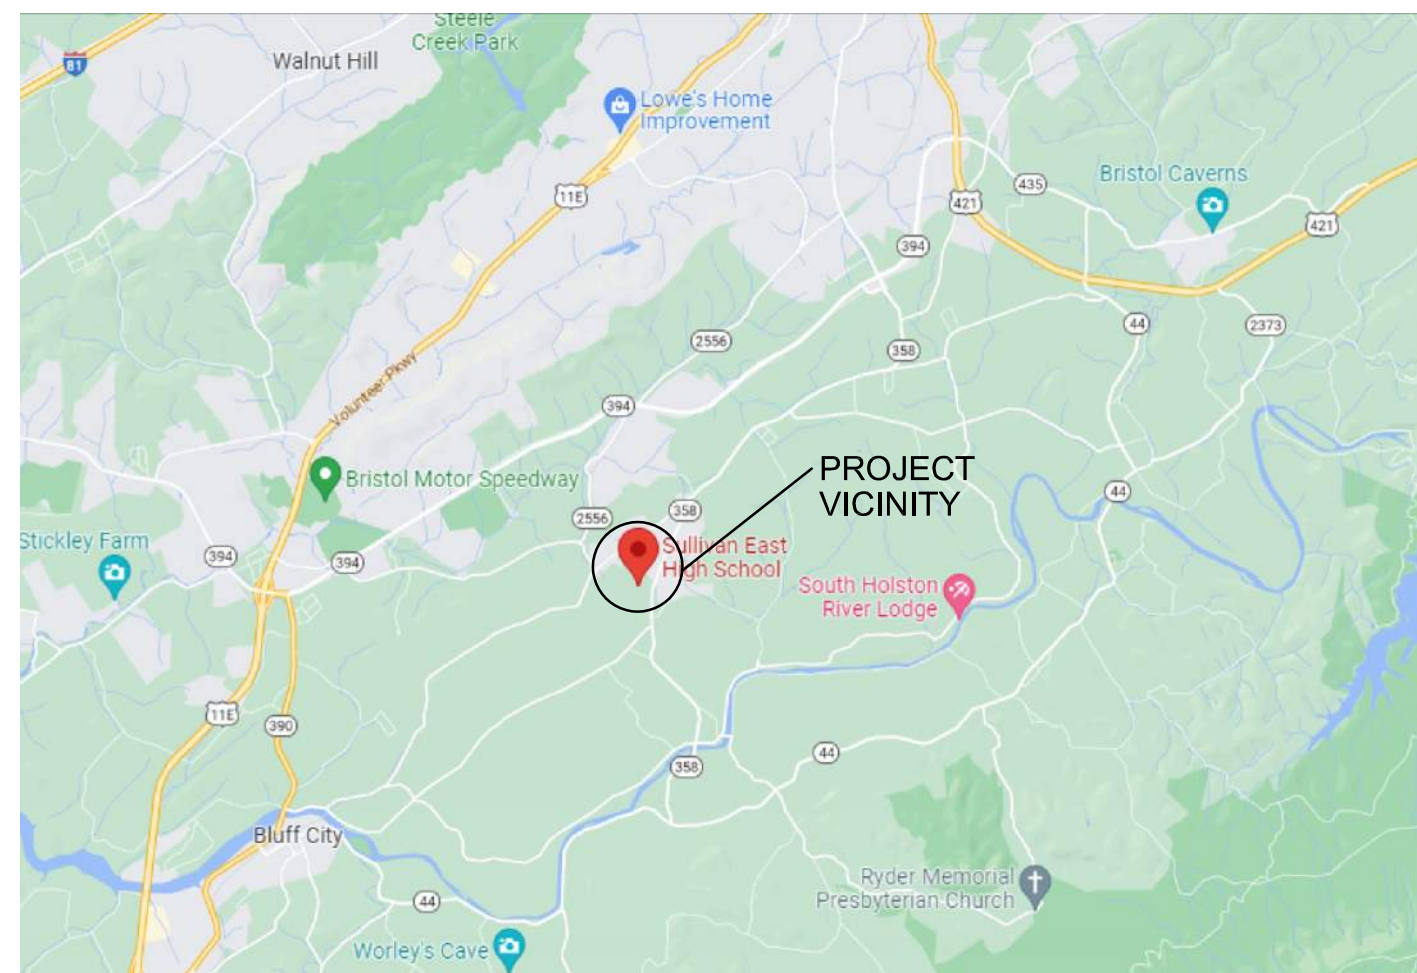 Steele
Creek Park
81
Walnut Hill
Lowe's Home
Improvement
11E
435
Bristol Caverns
421
421
394
44
2373
2556
358
Volunteer Pkwy
394
PROJECT
VICINITY
Bristol Motor Speedway
44
358
2556
Stickley Farm
394
394
Sullivan East
High School
South Holston
River Lodge
11E
390
44
358
Bluff City
Ryder Memorial
Presbyterian Church
44
Worley's Cave